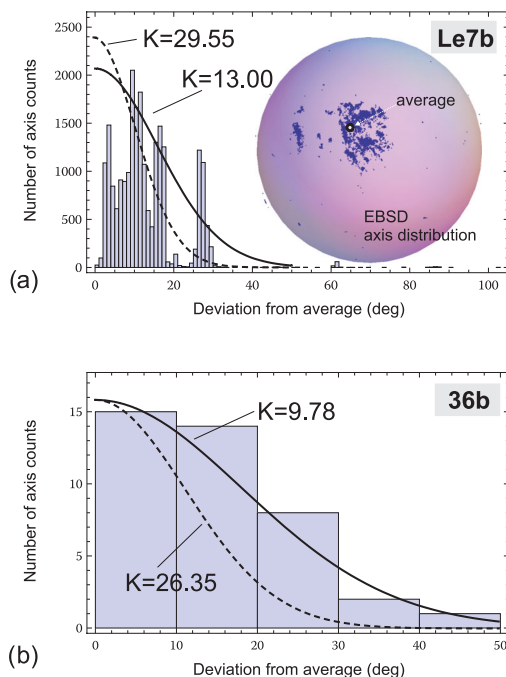 K=29.55
Le7b
2500
K=13.00
2000
average
1500
1000
500
EBSD
axis distribution
0
Number of axis counts
(a)
0 20 40 60 80 100
Deviation from average (deg)
36b
15
K=9.78
10
5
K=26.35
0
Number of axis counts
(b)
0 10 20 30 40 50
Deviation from average (deg)